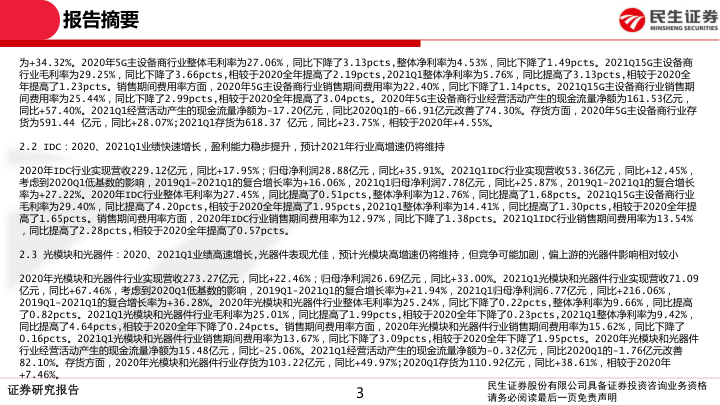 报告摘要
民生证券
MINSHENG SECURITIES
为+34.32%。2020年5G主设备商行业整体毛利率为27.06%，同比下降了3.13pcts,整体净利率为4.53%，同比下降了1.49pcts。2021Q15G主设备商
行业毛利率为29.25%，同比下降了3.66pcts,相较于2020全年提高了2.19pcts,2021Q1整体净利率为5.76%，同比提高了3.13pcts,相较于2020全
年提高了1.23pcts。销售期间费用率方面，2020年5G主设备商行业销售期间费用率为22.40%，同比下降了1.14pcts。2021Q15G主设备商行业销售期
间费用率为25.44%，同比下降了2.99pcts，相较于2020全年提高了3.04pcts。2020年5G主设备商行业经营活动产生的现金流量净额为161.53亿元，
同比+57.40%。2021Q1经营活动产生的现金流量净额为-17.20亿元，同比2020Q1的-66.91亿元改善了74.30%。存货方面，2020年5G主设备商行业存
货为591.44 亿元，同比+28.07%;2021Q1存货为618.37 亿元，同比+23.75%，相较于2020年+4.55%。
2.2 IDC：2020、2021Q1业绩快速增长，盈利能力稳步提升，预计2021年行业高增速仍将维持
2020年IDC行业实现营收229.12亿元，同比+17.95%；归母净利润28.88亿元，同比+35.91%。2021Q1IDC行业实现营收53.36亿元，同比+12.45%，
考虑到2020Q1低基数的影响，2019Q1-2021Q1的复合增长率为+16.06%，2021Q1归母净利润7.78亿元，同比+25.87%，2019Q1-2021Q1的复合增长
率为+27.22%。2020年IDC行业整体毛利率为27.45%，同比提高了0.51pcts,整体净利率为12.76%，同比提高了1.68pcts。2021Q15G主设备商行业
毛利率为29.40%，同比提高了4.20pcts,相较于2020全年提高了1.95pcts,2021Q1整体净利率为14.41%，同比提高了1.30pcts,相较于2020全年提
高了1.65pcts。销售期间费用率方面，2020年IDC行业销售期间费用率为12.97%，同比下降了1.38pcts。2021Q1IDC行业销售期间费用率为13.54%
，同比提高了2.28pcts,相较于2020全年提高了0.57pcts。
2.3 光模块和光器件：2020、2021Q1业绩高速增长,光器件表现尤佳，预计光模块高增速仍将维持，但竞争可能加剧，偏上游的光器件影响相对较小
2020年光模块和光器件行业实现营收273.27亿元，同比+22.46%；归母净利润26.69亿元，同比+33.00%。2021Q1光模块和光器件行业实现营收71.09
亿元，同比+67.46%，考虑到2020Q1低基数的影响，2019Q1-2021Q1的复合增长率为+21.94%，2021Q1归母净利润6.77亿元，同比+216.06%，
2019Q1-2021Q1的复合增长率为+36.28%。2020年光模块和光器件行业整体毛利率为25.24%，同比下降了0.22pcts,整体净利率为9.66%，同比提高
了0.82pcts。2021Q1光模块和光器件行业毛利率为25.01%，同比提高了1.99pcts,相较于2020全年下降了0.23pcts,2021Q1整体净利率为9.42%，
同比提高了4.64pcts,相较于2020全年下降了0.24pcts。销售期间费用率方面，2020年光模块和光器件行业销售期间费用率为15.62%，同比下降了
0.16pcts。2021Q1光模块和光器件行业销售期间费用率为13.67%，同比下降了3.09pcts,相较于2020全年下降了1.95pcts。2020年光模块和光器件
行业经营活动产生的现金流量净额为15.48亿元，同比-25.06%。2021Q1经营活动产生的现金流量净额为-0.32亿元，同比2020Q1的-1.76亿元改善
82.10%。存货方面，2020年光模块和光器件行业存货为103.22亿元，同比+49.97%;2020Q1存货为110.92亿元，同比+38.61%，相较于2020年
+7.46%。
证券研究报告
3
民生证券股份有限公司具备证券投资咨询业务资格
请务必阅读最后一页免责声明